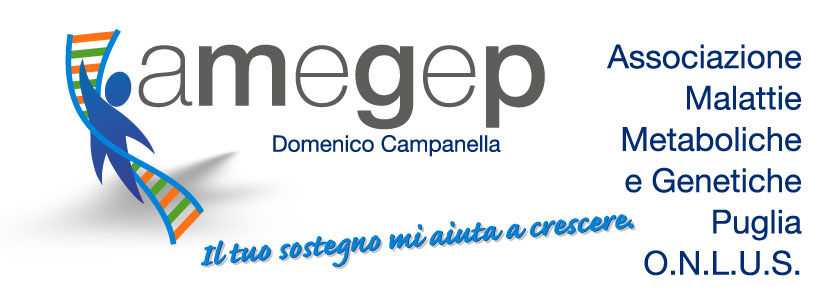 amegep
Domenico Campanella
Il tuo sostegno mi aiuta a crescere.
Associazione
Malattie
Metaboliche
e Genetiche
Puglia
O.N.L.U.S.